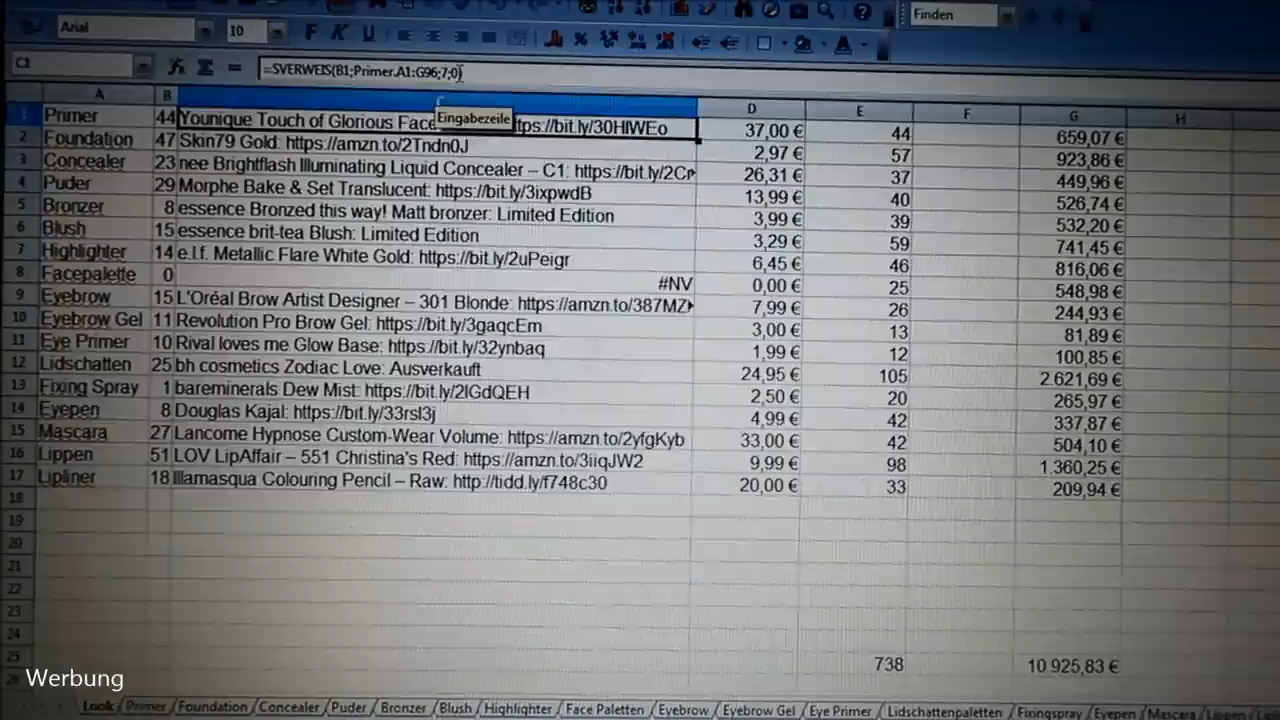 Finden
Arial 10 F K U %
C1 =SVERWEIS(B1;Primer.A1:G96;7;0)
A B C D E F G H
Eingabezeile
1 Primer 44 Younique Touch of Glorious Face ttps://bit.ly/30HlWEo 37,00 € 44 659,07 €
2 Foundation 47 Skin79 Gold: https://amzn.to/2Tndn0J 2,97 € 57 923,86 €
3 Concealer 23 nee Brightflash Illuminating Liquid Concealer – C1: https://bit.ly/2Cr 26,31 € 37 449,96 €
4 Puder 29 Morphe Bake & Set Translucent: https://bit.ly/3ixpwdB 13,99 € 40 526,74 €
5 Bronzer 8 essence Bronzed this way! Matt bronzer: Limited Edition 3,99 € 39 532,20 €
6 Blush 15 essence brit-tea Blush: Limited Edition 3,29 € 59 741,45 €
7 Highlighter 14 e.l.f. Metallic Flare White Gold: https://bit.ly/2uPeigr 6,45 € 46 816,06 €
8 Facepalette 0 #NV 0,00 € 25 548,98 €
9 Eyebrow 15 L'Oréal Brow Artist Designer – 301 Blonde: https://amzn.to/387MZ 7,99 € 26 244,93 €
10 Eyebrow Gel 11 Revolution Pro Brow Gel: https://bit.ly/3gaqcEm 3,00 € 13 81,89 €
11 Eye Primer 10 Rival loves me Glow Base: https://bit.ly/32ynbaq 1,99 € 12 100,85 €
12 Lidschatten 25 bh cosmetics Zodiac Love: Ausverkauft 24,95 € 105 2.621,69 €
13 Fixing Spray 1 bareminerals Dew Mist: https://bit.ly/2lGdQEH 2,50 € 20 265,97 €
14 Eyepen 8 Douglas Kajal: https://bit.ly/33rsl3j 4,99 € 42 337,87 €
15 Mascara 27 Lancome Hypnose Custom-Wear Volume: https://amzn.to/2yfgKyb 33,00 € 42 504,10 €
16 Lippen 51 LOV LipAffair – 551 Christina's Red: https://amzn.to/3iiqJW2 9,99 € 98 1.360,25 €
17 Lipliner 18 Illamasqua Colouring Pencil – Raw: http://tidd.ly/f748c30 20,00 € 33 209,94 €
18
19
20
21
22
23
24
25 738 10 925,83 €
Werbung
Look Primer Foundation Concealer Puder Bronzer Blush Highlighter Face Paletten Eyebrow Eyebrow Gel Eye Primer Lidschattenpaletten Fixingspray Eyepen Mascara Lippen